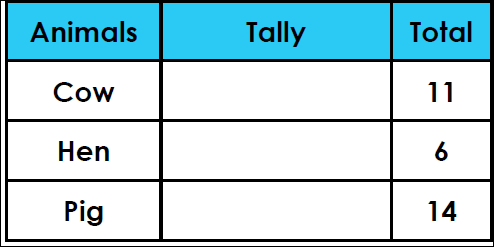 Animals Tally Total
Cow 11
Hen 6
Pig 14